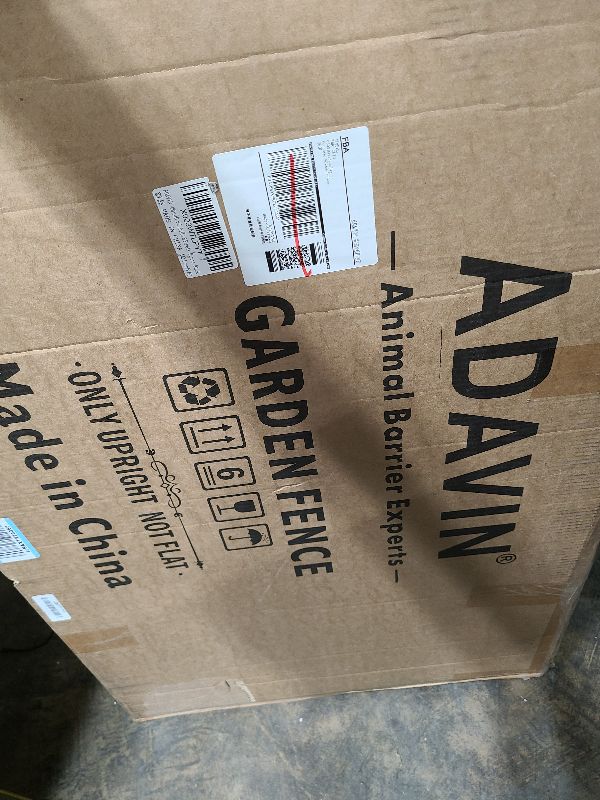 ADAVIN®
— Animal Barrier Experts —
GARDEN FENCE
6
·ONLY UPRIGHT NOT FLAT·
Made in China
FBA